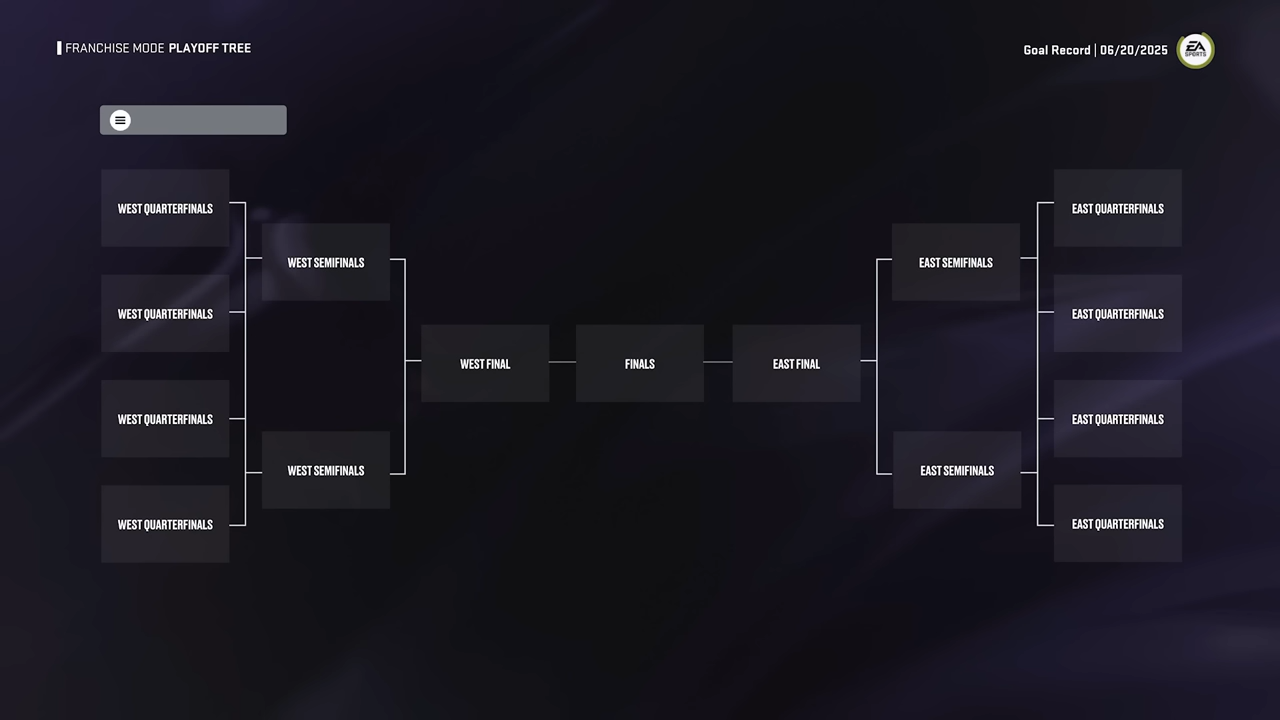 FRANCHISE MODE PLAYOFF TREE
Goal Record | 06/20/2025
EA SPORTS
WEST QUARTERFINALS
WEST QUARTERFINALS
WEST QUARTERFINALS
WEST QUARTERFINALS
WEST SEMIFINALS
WEST SEMIFINALS
WEST FINAL
FINALS
EAST FINAL
EAST SEMIFINALS
EAST SEMIFINALS
EAST QUARTERFINALS
EAST QUARTERFINALS
EAST QUARTERFINALS
EAST QUARTERFINALS